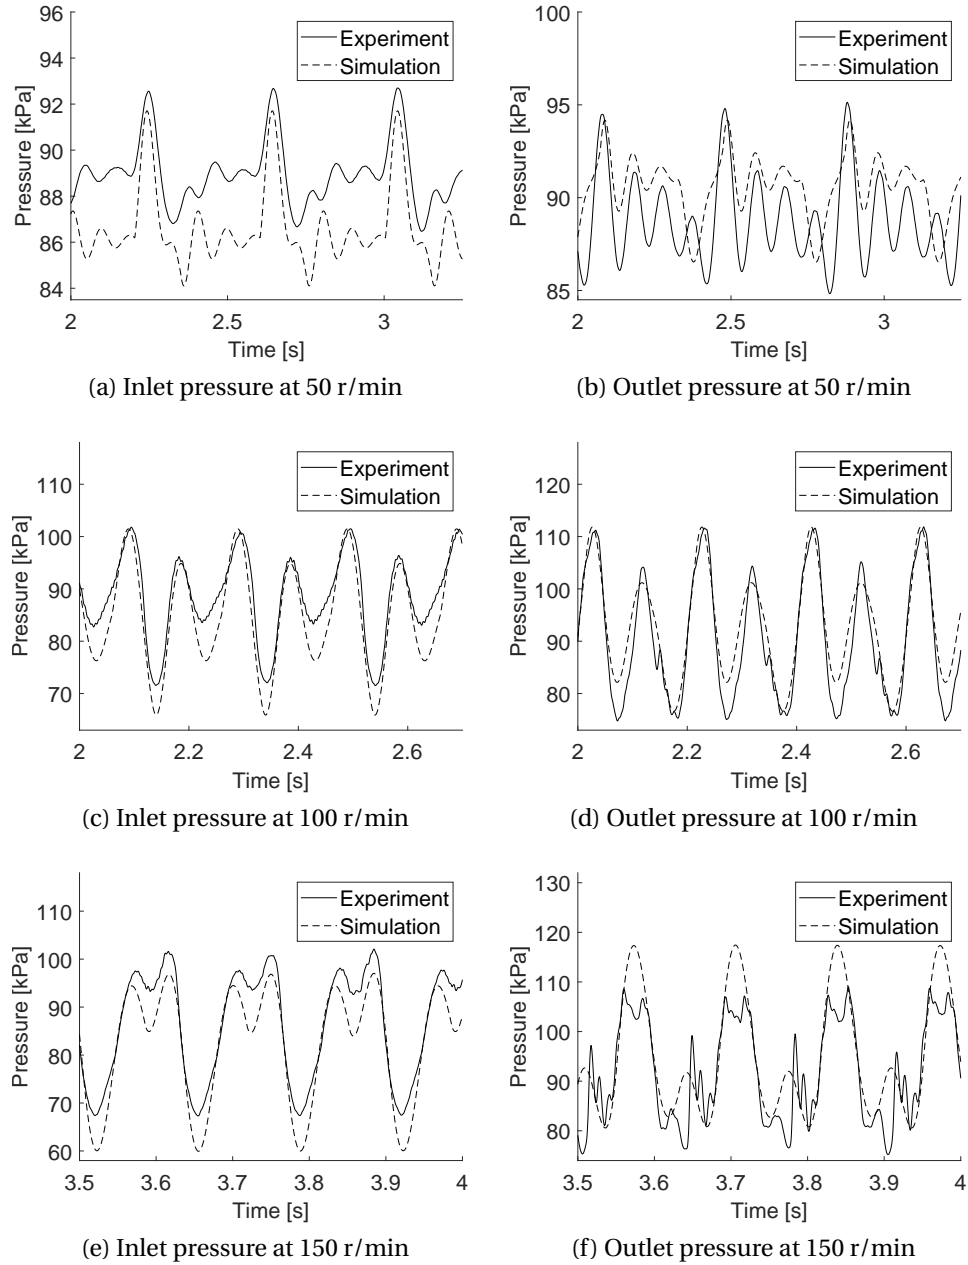 96
94
92
90
88
86
84
Pressure [kPa]
Experiment
Simulation
2
2.5
3
Time [s]
(a) Inlet pressure at 50 r/min
100
95
90
85
Pressure [kPa]
Experiment
Simulation
2
2.5
3
Time [s]
(b) Outlet pressure at 50 r/min
110
100
90
80
70
Pressure [kPa]
Experiment
Simulation
2
2.2
2.4
2.6
Time [s]
(c) Inlet pressure at 100 r/min
120
110
100
90
80
Pressure [kPa]
Experiment
Simulation
2
2.2
2.4
2.6
Time [s]
(d) Outlet pressure at 100 r/min
110
100
90
80
70
60
Pressure [kPa]
Experiment
Simulation
3.5
3.6
3.7
3.8
3.9
4
Time [s]
(e) Inlet pressure at 150 r/min
130
120
110
100
90
80
Pressure [kPa]
Experiment
Simulation
3.5
3.6
3.7
3.8
3.9
4
Time [s]
(f) Outlet pressure at 150 r/min